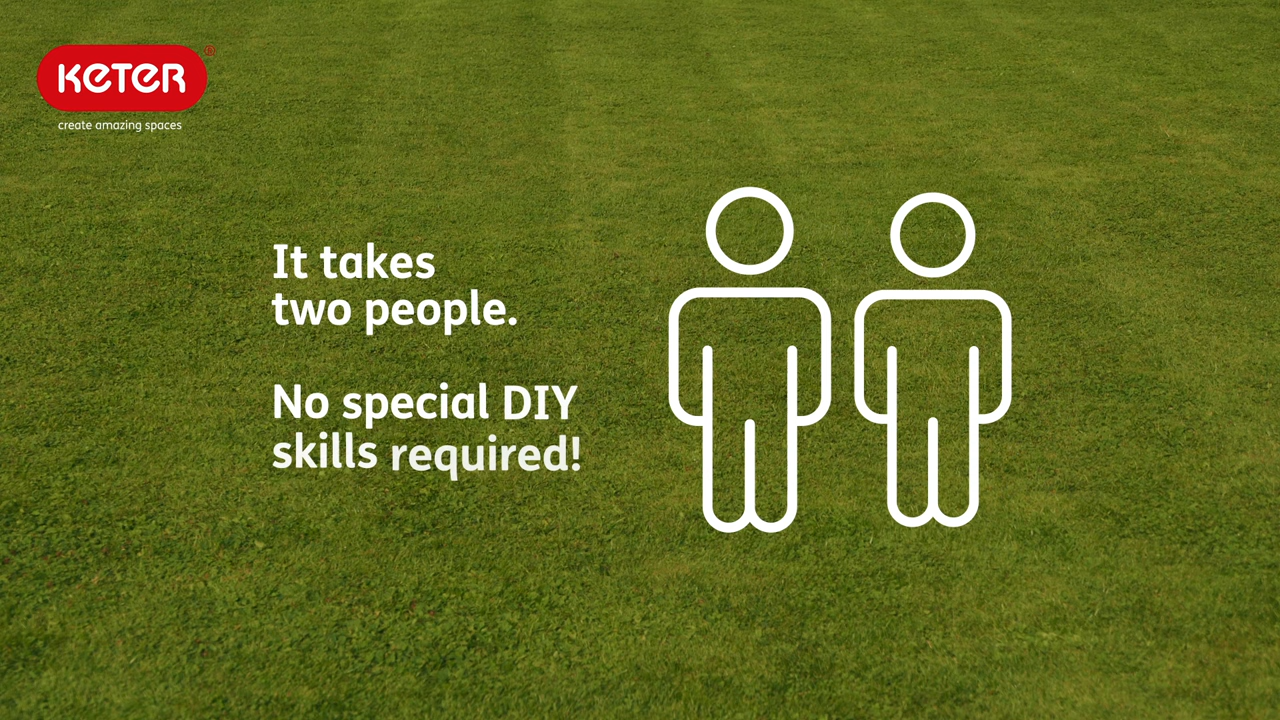 KETER®
create amazing spaces
It takes
two people.
No special DIY
skills required!